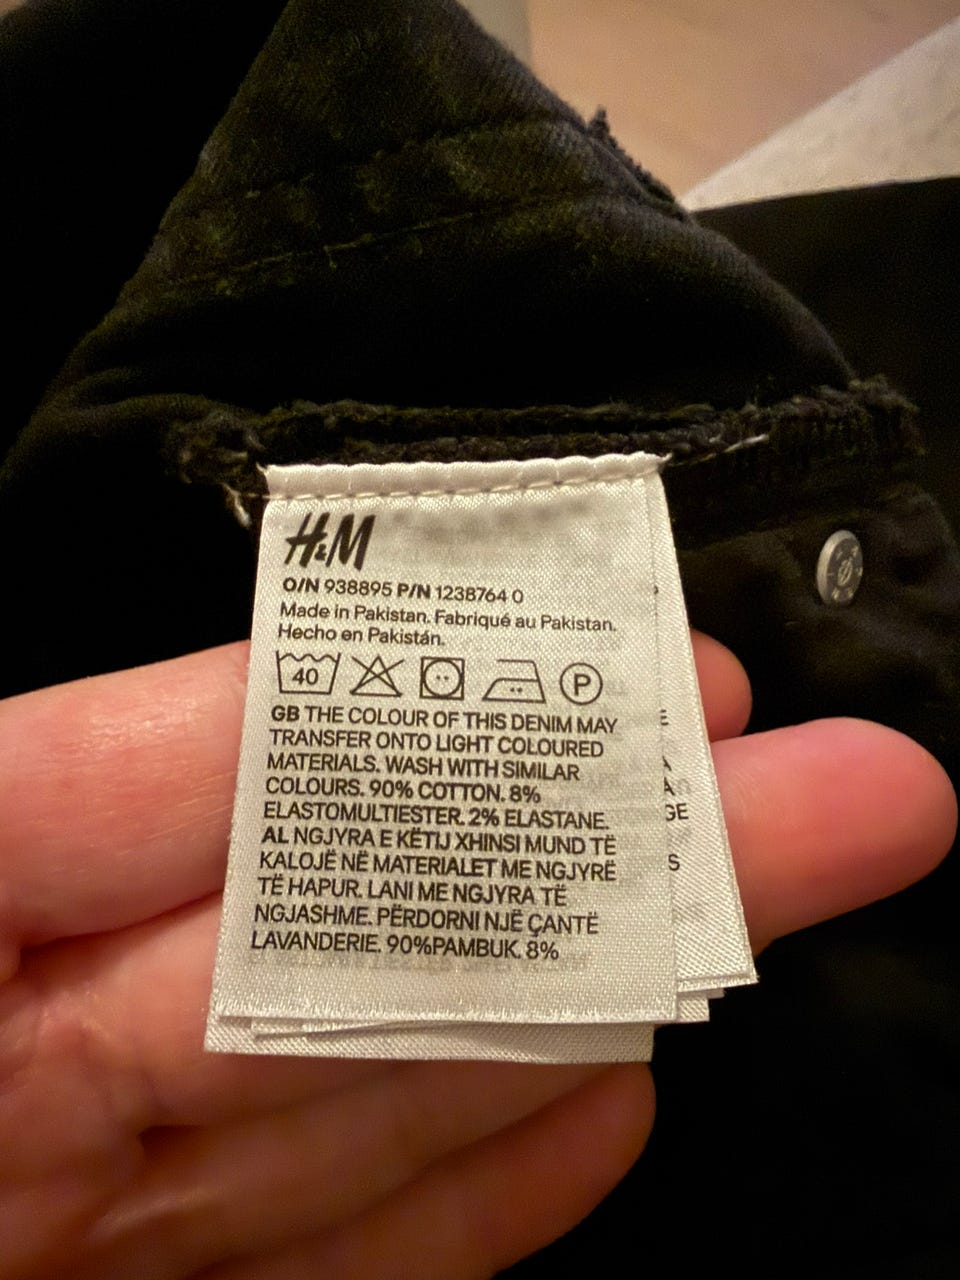 H&M
O/N 938895 P/N 1238764 0
Made in Pakistan. Fabriqué au Pakistan.
Hecho en Pakistán.
40 P
GB THE COLOUR OF THIS DENIM MAY
TRANSFER ONTO LIGHT COLOURED
MATERIALS. WASH WITH SIMILAR
COLOURS. 90% COTTON. 8%
ELASTOMULTIESTER. 2% ELASTANE.
AL NGJYRA E KËTIJ XHINSI MUND TË
KALOJË NË MATERIALET ME NGJYRË
TË HAPUR. LANI ME NGJYRA TË
NGJASHME. PËRDORNI NJË ÇANTË
LAVANDERIE. 90%PAMBUK. 8%